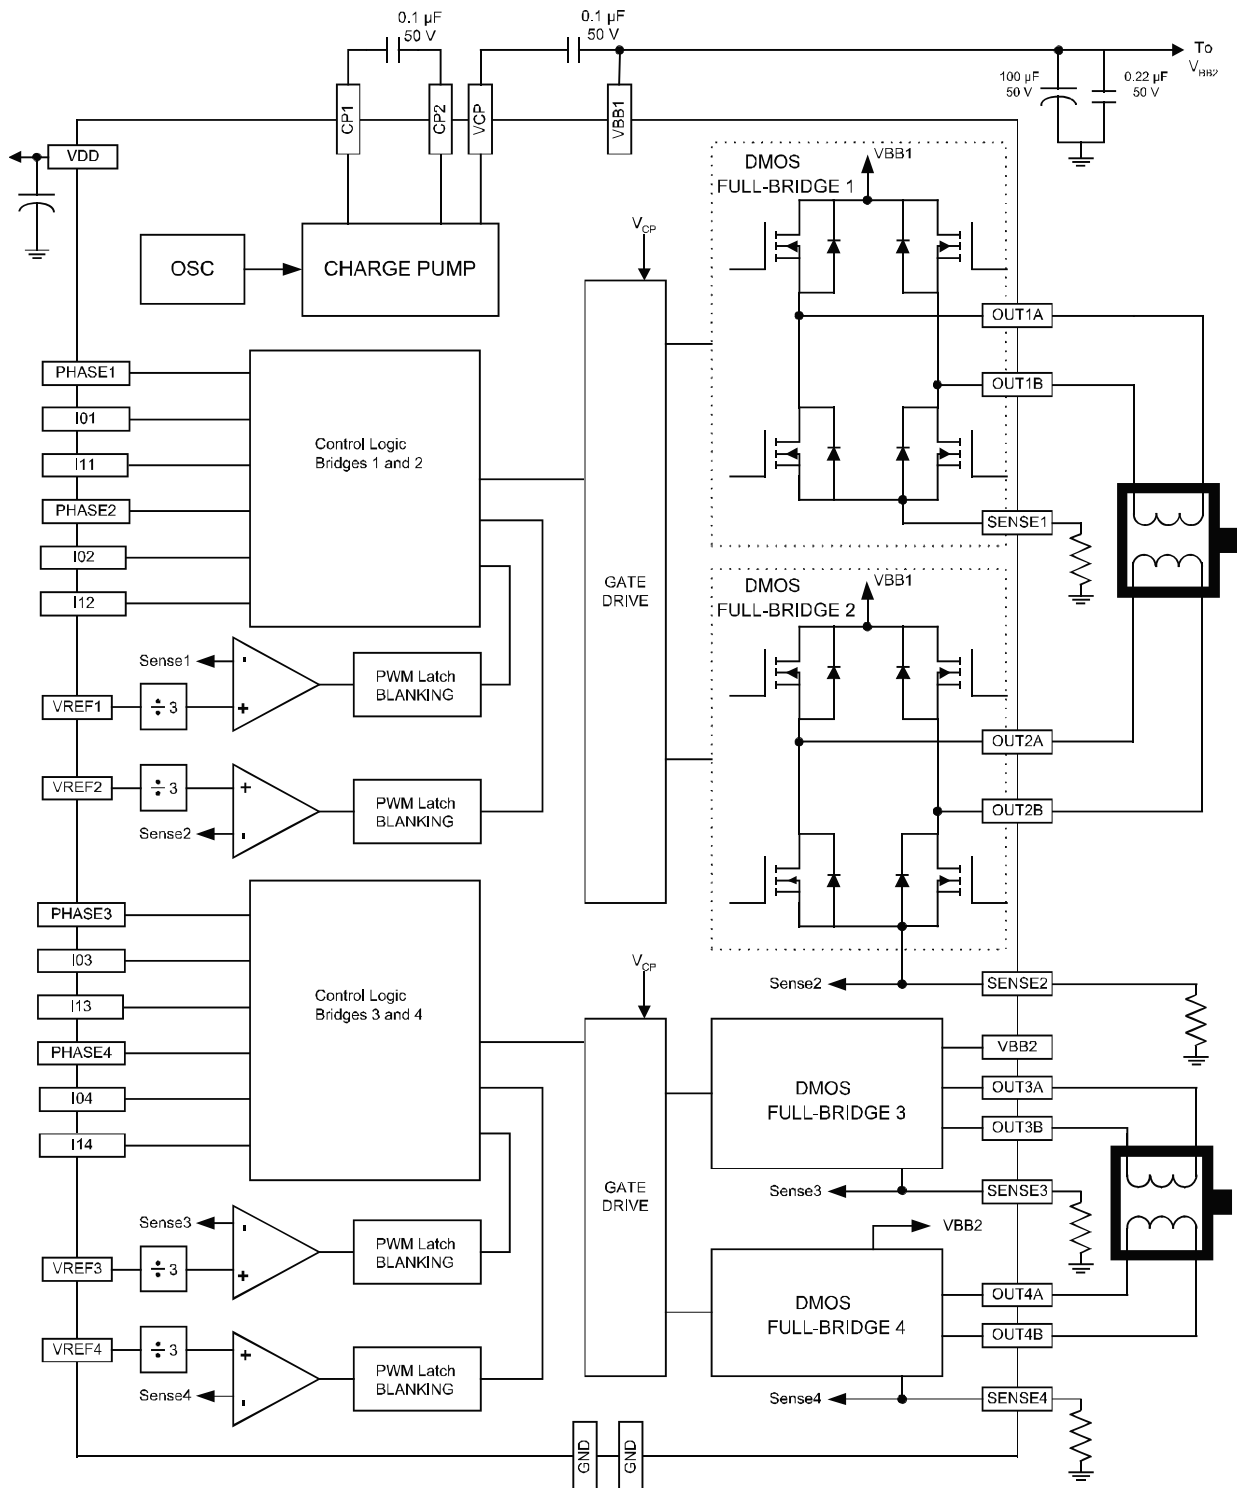 0.1 µF
50 V
0.1 µF
50 V
To
VBB2
100 µF
50 V
0.22 µF
50 V
CP1
CP2
VCP
VBB1
VDD
OSC
CHARGE PUMP
VCP
DMOS
FULL-BRIDGE 1
VBB1
OUT1A
OUT1B
SENSE1
PHASE1
I01
I11
PHASE2
I02
I12
Control Logic
Bridges 1 and 2
GATE
DRIVE
Sense1
-
+
VREF1
÷ 3
PWM Latch
BLANKING
VREF2
÷ 3
+
-
Sense2
PWM Latch
BLANKING
DMOS
FULL-BRIDGE 2
VBB1
OUT2A
OUT2B
Sense2
SENSE2
PHASE3
I03
I13
PHASE4
I04
I14
Control Logic
Bridges 3 and 4
VCP
GATE
DRIVE
DMOS
FULL-BRIDGE 3
VBB2
OUT3A
OUT3B
Sense3
SENSE3
Sense3
-
+
VREF3
÷ 3
PWM Latch
BLANKING
VREF4
÷ 3
+
-
Sense4
PWM Latch
BLANKING
VBB2
DMOS
FULL-BRIDGE 4
OUT4A
OUT4B
Sense4
SENSE4
GND
GND